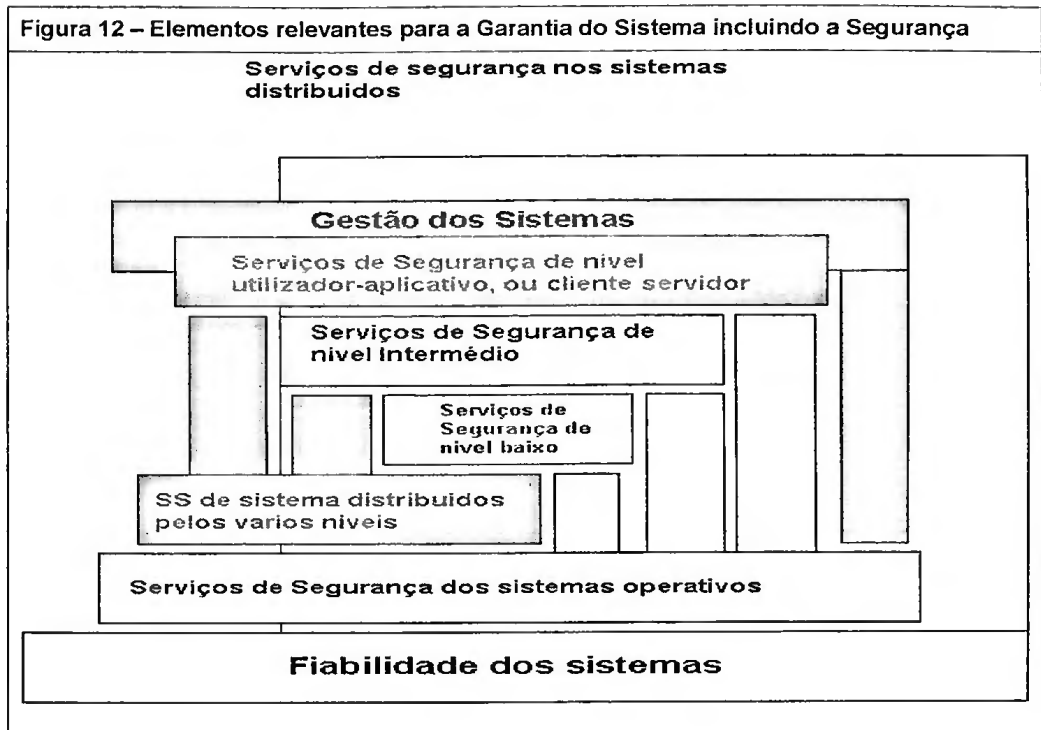 Figura 12 – Elementos relevantes para a Garantia do Sistema incluindo a Segurança
Serviços de segurança nos sistemas
distribuidos
Gestão dos Sistemas
Serviços de Segurança de nivel
utilizador-aplicativo, ou cliente servidor
Serviços de Segurança de
nivel Intermédio
Serviços de
Segurança de
nivel baixo
SS de sistema distribuidos
pelos varios niveis
Serviços de Segurança dos sistemas operativos
Fiabilidade dos sistemas